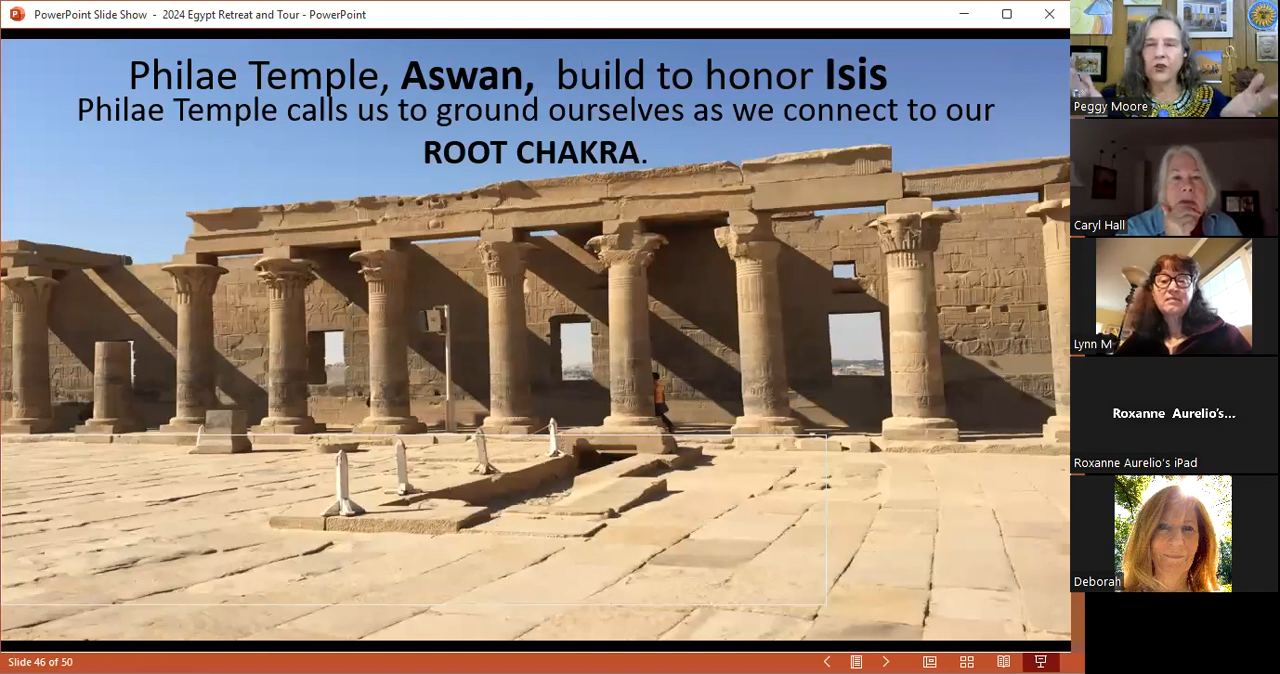 PowerPoint Slide Show - 2024 Egypt Retreat and Tour - PowerPoint
Philae Temple, Aswan, build to honor Isis
Philae Temple calls us to ground ourselves as we connect to our
ROOT CHAKRA.
Slide 46 of 50
Peggy Moore
Caryl Hall
Lynn M
Roxanne Aurelio's...
Roxanne Aurelio's iPad
Deborah